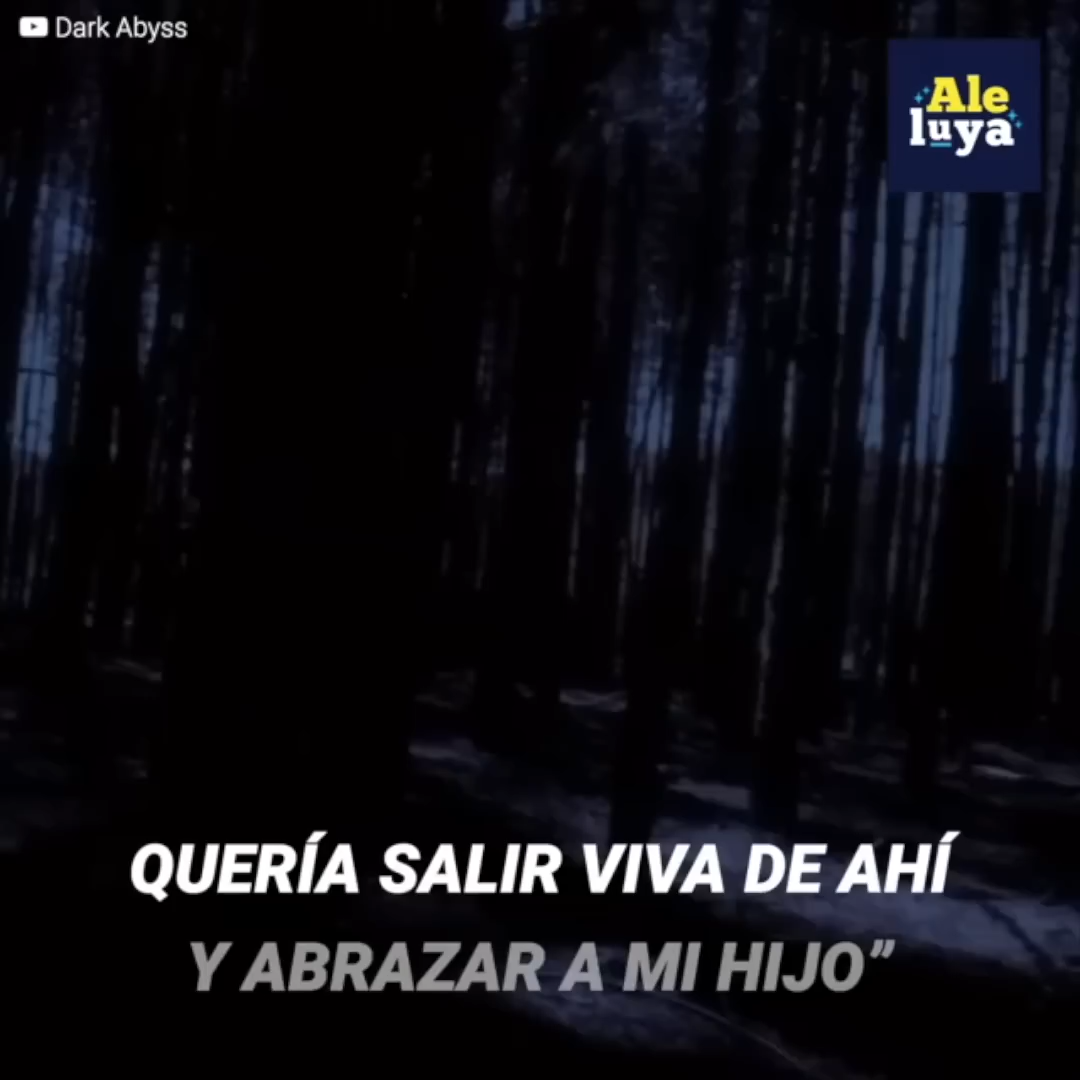 Dark Abyss
Ale
luya
QUERÍA SALIR VIVA DE AHÍ
Y ABRAZAR A MI HIJO”